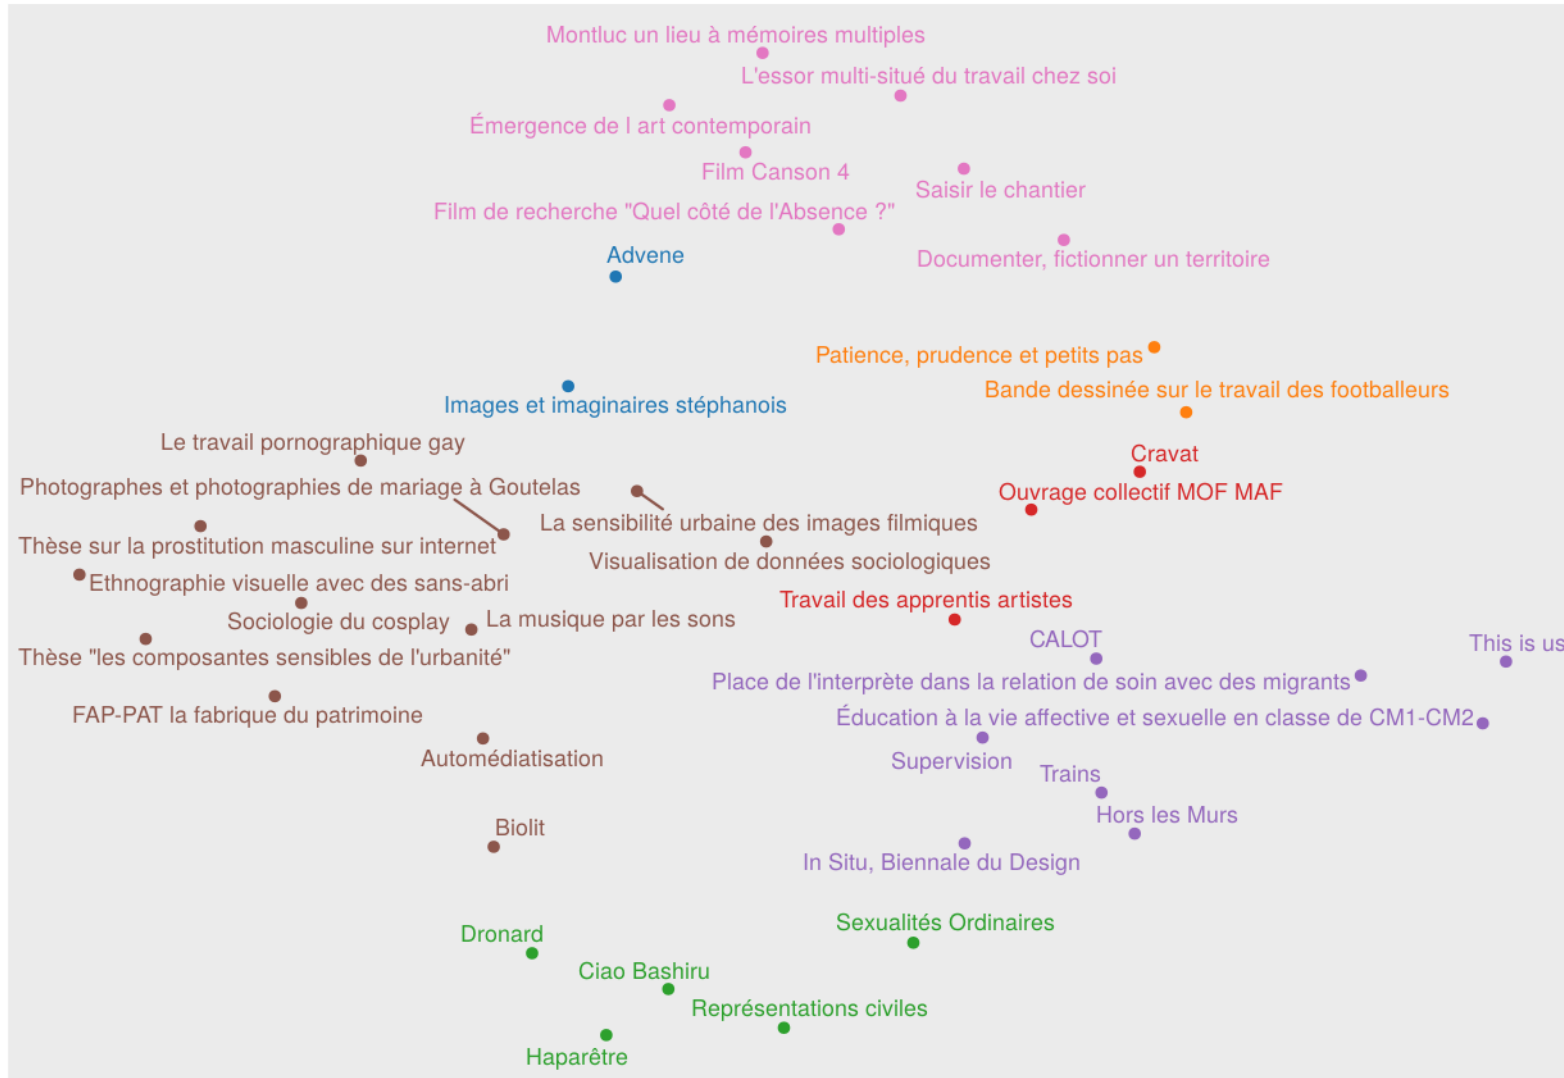 Montluc un lieu à mémoires multiples
L'essor multi-situé du travail chez soi
Émergence de l art contemporain
Film Canson 4
Saisir le chantier
Film de recherche "Quel côté de l'Absence ?"
Advene
Documenter, fictionner un territoire
Patience, prudence et petits pas
Bande dessinée sur le travail des footballeurs
Images et imaginaires stéphanois
Le travail pornographique gay
Cravat
Photographes et photographies de mariage à Goutelas
Ouvrage collectif MOF MAF
La sensibilité urbaine des images filmiques
Thèse sur la prostitution masculine sur internet
Visualisation de données sociologiques
Ethnographie visuelle avec des sans-abri
Travail des apprentis artistes
Sociologie du cosplay
La musique par les sons
CALOT
This is us
Thèse "les composantes sensibles de l'urbanité"
Place de l'interprète dans la relation de soin avec des migrants
FAP-PAT la fabrique du patrimoine
Éducation à la vie affective et sexuelle en classe de CM1-CM2
Automédiatisation
Supervision
Trains
Hors les Murs
Biolit
In Situ, Biennale du Design
Sexualités Ordinaires
Dronard
Ciao Bashiru
Représentations civiles
Haparêtre